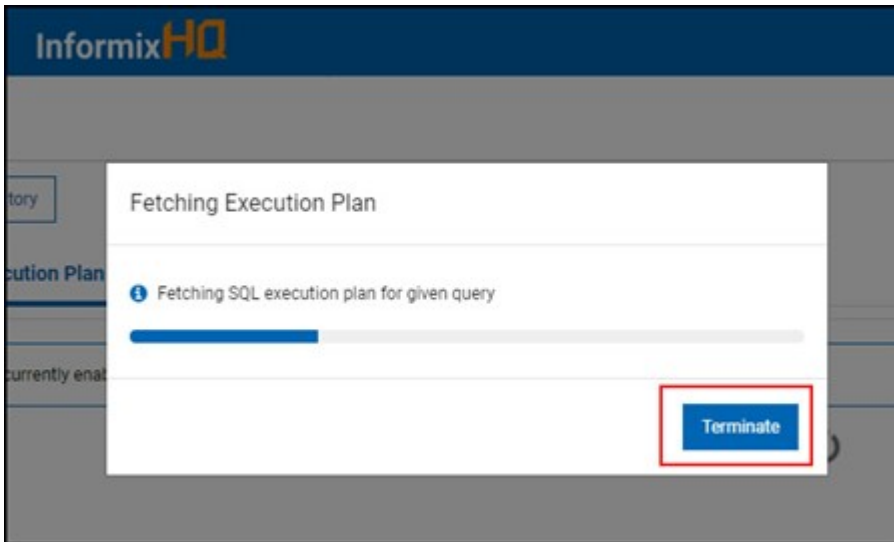 InformixHQ
tory
Fetching Execution Plan
cution Plan
Fetching SQL execution plan for given query
currently enab
Terminate